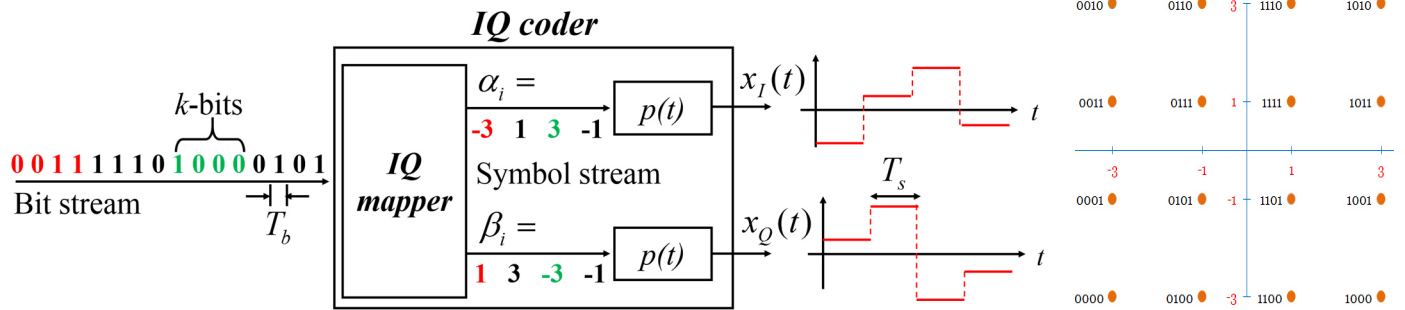 IQ coder
k-bits
0 0 1 1 1 1 1 0 1 0 0 0 0 1 0 1
Bit stream
T_b
IQ
mapper
α_i =
-3 1 3 -1
Symbol stream
β_i =
1 3 -3 -1
p(t)
p(t)
x_I(t)
t
T_s
x_Q(t)
t
0010 0110 3 1110 1010
0011 0111 1 1111 1011
-3 -1 1 3
0001 0101 -1 1101 1001
0000 0100 -3 1100 1000